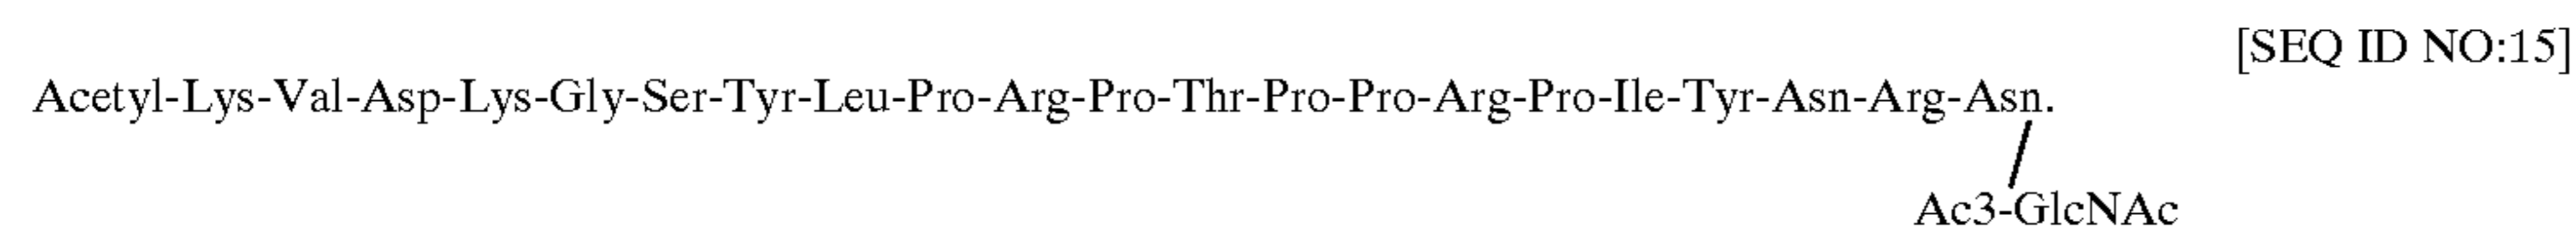 [SEQ ID NO:15]
Acetyl-Lys-Val-Asp-Lys-Gly-Ser-Tyr-Leu-Pro-Arg-Pro-Thr-Pro-Pro-Arg-Pro-Ile-Tyr-Asn-Arg-Asn.
Ac3-GlcNAc